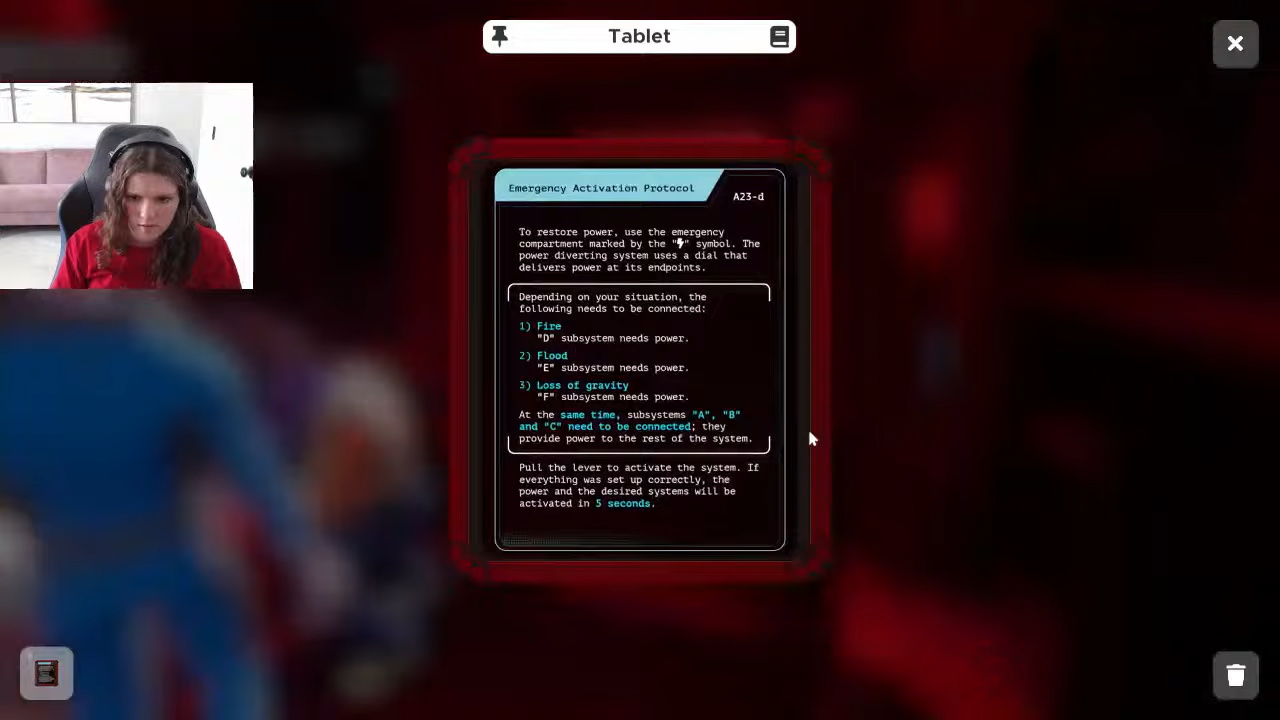 Tablet
Emergency Activation Protocol
A23-d
To restore power, use the emergency
compartment marked by the "⚡" symbol. The
power diverting system uses a dial that
delivers power at its endpoints.
Depending on your situation, the
following needs to be connected:
1) Fire
"D" subsystem needs power.
2) Flood
"E" subsystem needs power.
3) Loss of gravity
"F" subsystem needs power.
At the same time, subsystems "A", "B"
and "C" need to be connected; they
provide power to the rest of the system.
Pull the lever to activate the system. If
everything was set up correctly, the
power and the desired systems will be
activated in 5 seconds.